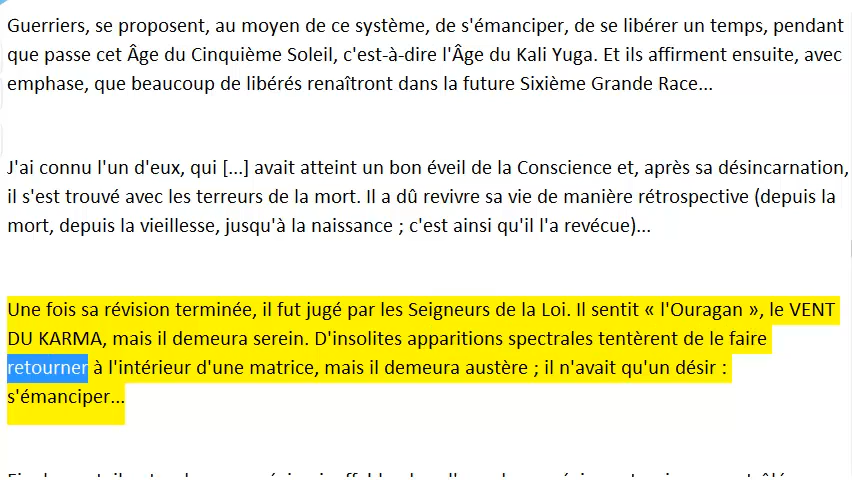 Guerriers, se proposent, au moyen de ce système, de s'émanciper, de se libérer un temps, pendant
que passe cet Âge du Cinquième Soleil, c'est-à-dire l'Âge du Kali Yuga. Et ils affirment ensuite, avec
emphase, que beaucoup de libérés renaîtront dans la future Sixième Grande Race...
J'ai connu l'un d'eux, qui [...] avait atteint un bon éveil de la Conscience et, après sa désincarnation,
il s'est trouvé avec les terreurs de la mort. Il a dû revivre sa vie de manière rétrospective (depuis la
mort, depuis la vieillesse, jusqu'à la naissance ; c'est ainsi qu'il l'a revécue)...
Une fois sa révision terminée, il fut jugé par les Seigneurs de la Loi. Il sentit « l'Ouragan », le VENT
DU KARMA, mais il demeura serein. D'insolites apparitions spectrales tentèrent de le faire
retourner à l'intérieur d'une matrice, mais il demeura austère ; il n'avait qu'un désir :
s'émanciper...